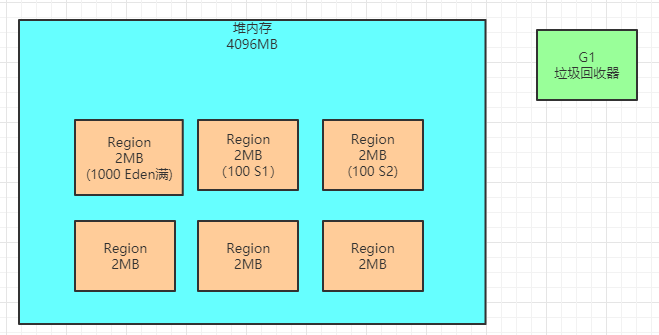 堆内存
4096MB
G1
垃圾回收器
Region
2MB
(1000 Eden满)
Region
2MB
（100 S1）
Region
2MB
(100 S2)
Region
2MB
Region
2MB
Region
2MB